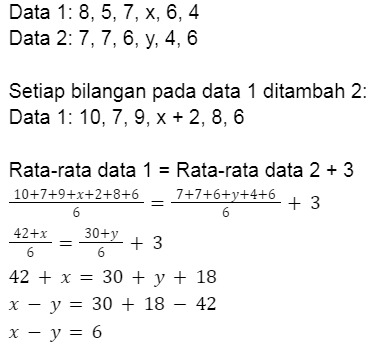 Data 1: 8, 5, 7, x, 6, 4
Data 2: 7, 7, 6, y, 4, 6
Setiap bilangan pada data 1 ditambah 2:
Data 1: 10, 7, 9, x + 2, 8, 6
Rata-rata data 1 = Rata-rata data 2 + 3
(10+7+9+x+2+8+6)/6 = (7+7+6+y+4+6)/6 + 3
(42+x)/6 = (30+y)/6 + 3
42 + x = 30 + y + 18
x − y = 30 + 18 − 42
x − y = 6